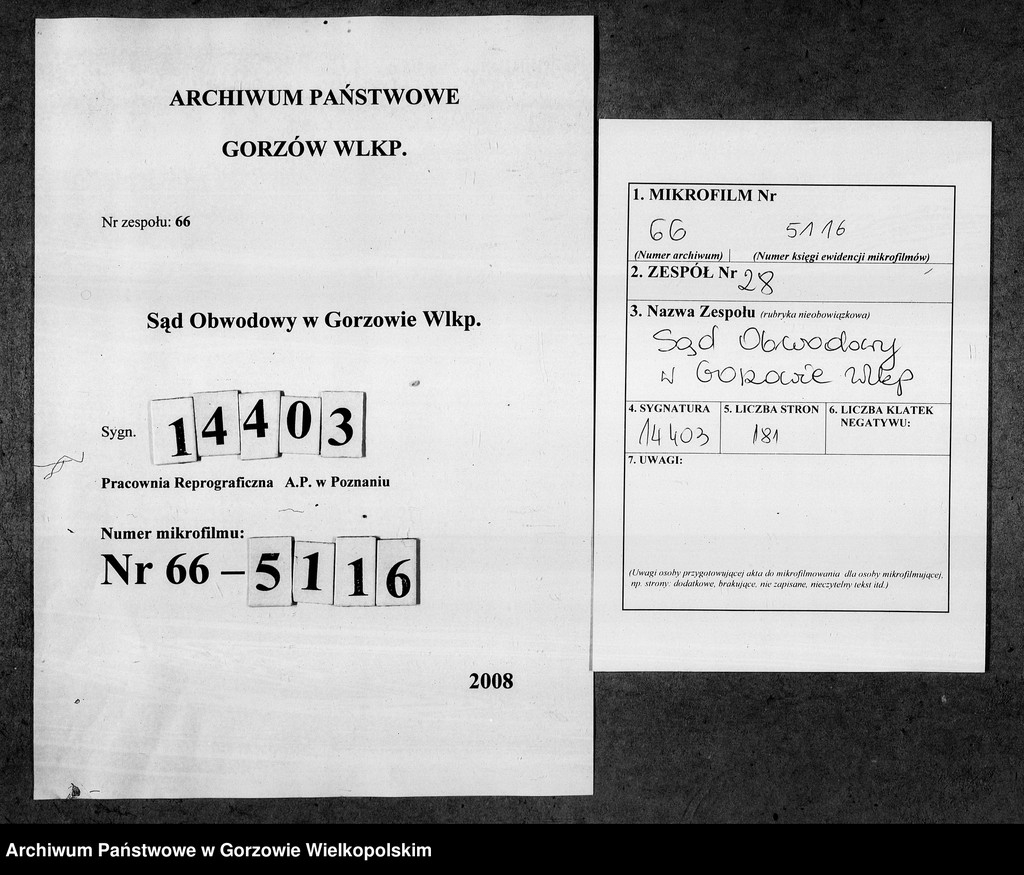 ARCHIWUM PAŃSTWOWE
GORZÓW WLKP.
Nr zespołu: 66
Sąd Obwodowy w Gorzowie Wlkp.
Sygn. 14403
Pracownia Reprograficzna A.P. w Poznaniu
Numer mikrofilmu:
Nr 66 – 5116
2008
1. MIKROFILM Nr
66 5116
(Numer archiwum) (Numer księgi ewidencji mikrofilmów)
2. ZESPÓŁ Nr 28
3. Nazwa Zespołu (rubryka nieobowiązkowa)
Sąd Obwodowy
w Gorzowie Wlkp
4. SYGNATURA 5. LICZBA STRON 6. LICZBA KLATEK
NEGATYWU:
14403 181
7. UWAGI:
(Uwagi osoby przygotowującej akta do mikrofilmowania dla osoby mikrofilmującej,
np. strony: dodatkowe, brakujące, nie zapisane, nieczytelny tekst itd.)
Archiwum Państwowe w Gorzowie Wielkopolskim